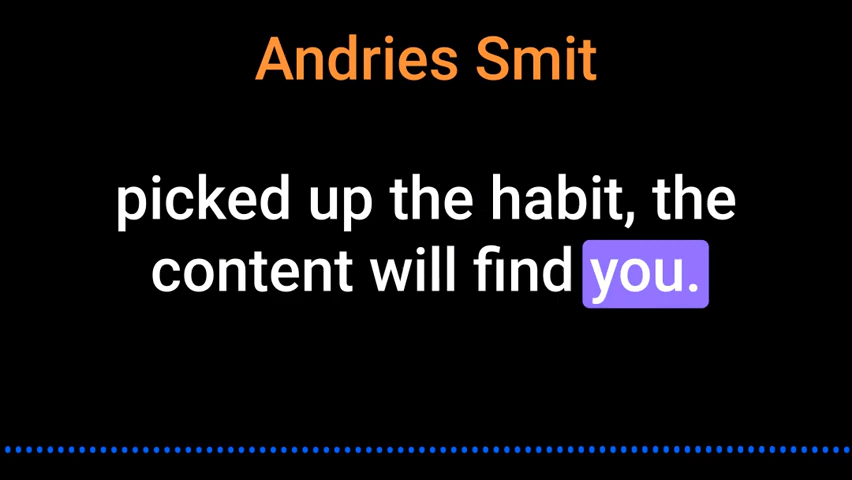 Andries Smit
picked up the habit, the
content will find you.